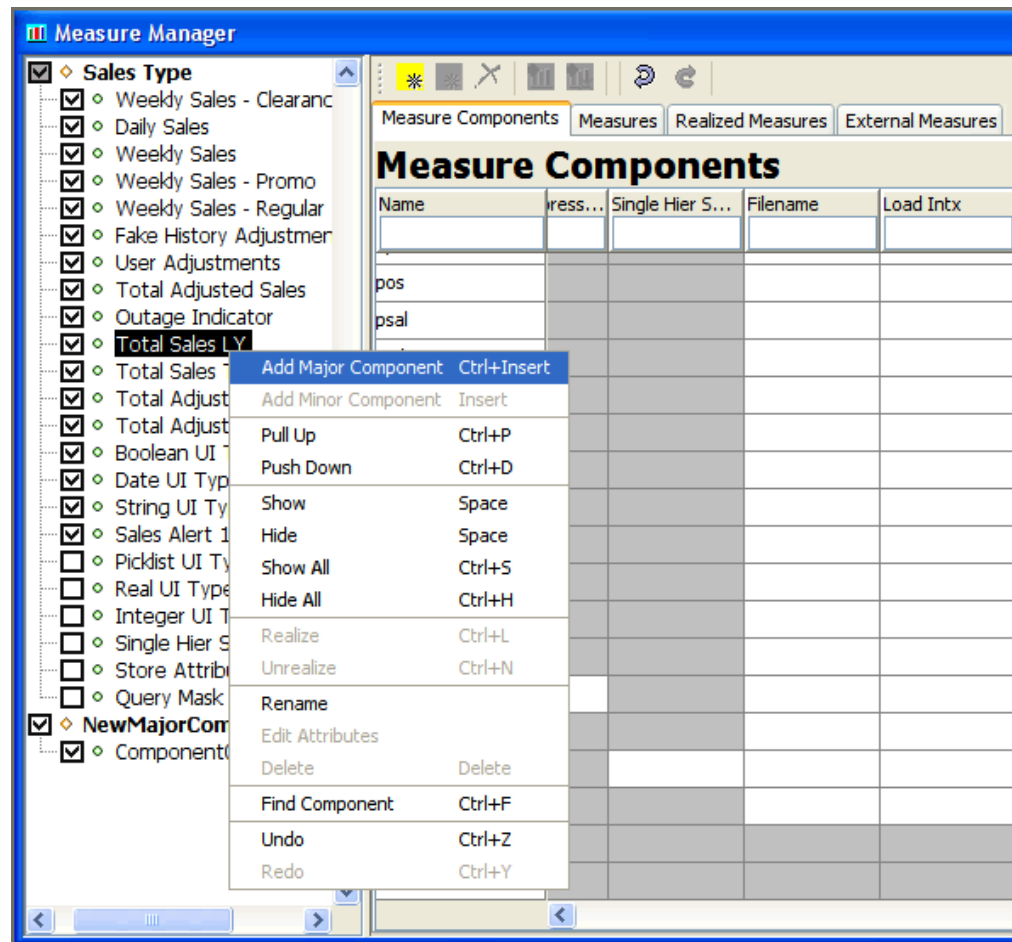 Measure Manager
Sales Type
Weekly Sales - Clearanc
Daily Sales
Weekly Sales
Weekly Sales - Promo
Weekly Sales - Regular
Fake History Adjustmen
User Adjustments
Total Adjusted Sales
Outage Indicator
Total Sales LY
Total Sales T
Total Adjust
Total Adjust
Boolean UI T
Date UI Typ
String UI Ty
Sales Alert 1
Picklist UI Ty
Real UI Type
Integer UI T
Single Hier S
Store Attribu
Query Mask
NewMajorCom
Component0
Add Major Component Ctrl+Insert
Add Minor Component Insert
Pull Up Ctrl+P
Push Down Ctrl+D
Show Space
Hide Space
Show All Ctrl+S
Hide All Ctrl+H
Realize Ctrl+L
Unrealize Ctrl+N
Rename
Edit Attributes
Delete Delete
Find Component Ctrl+F
Undo Ctrl+Z
Redo Ctrl+Y
Measure Components Measures Realized Measures External Measures
Measure Components
Name press... Single Hier S... Filename Load Intx
pos
psal